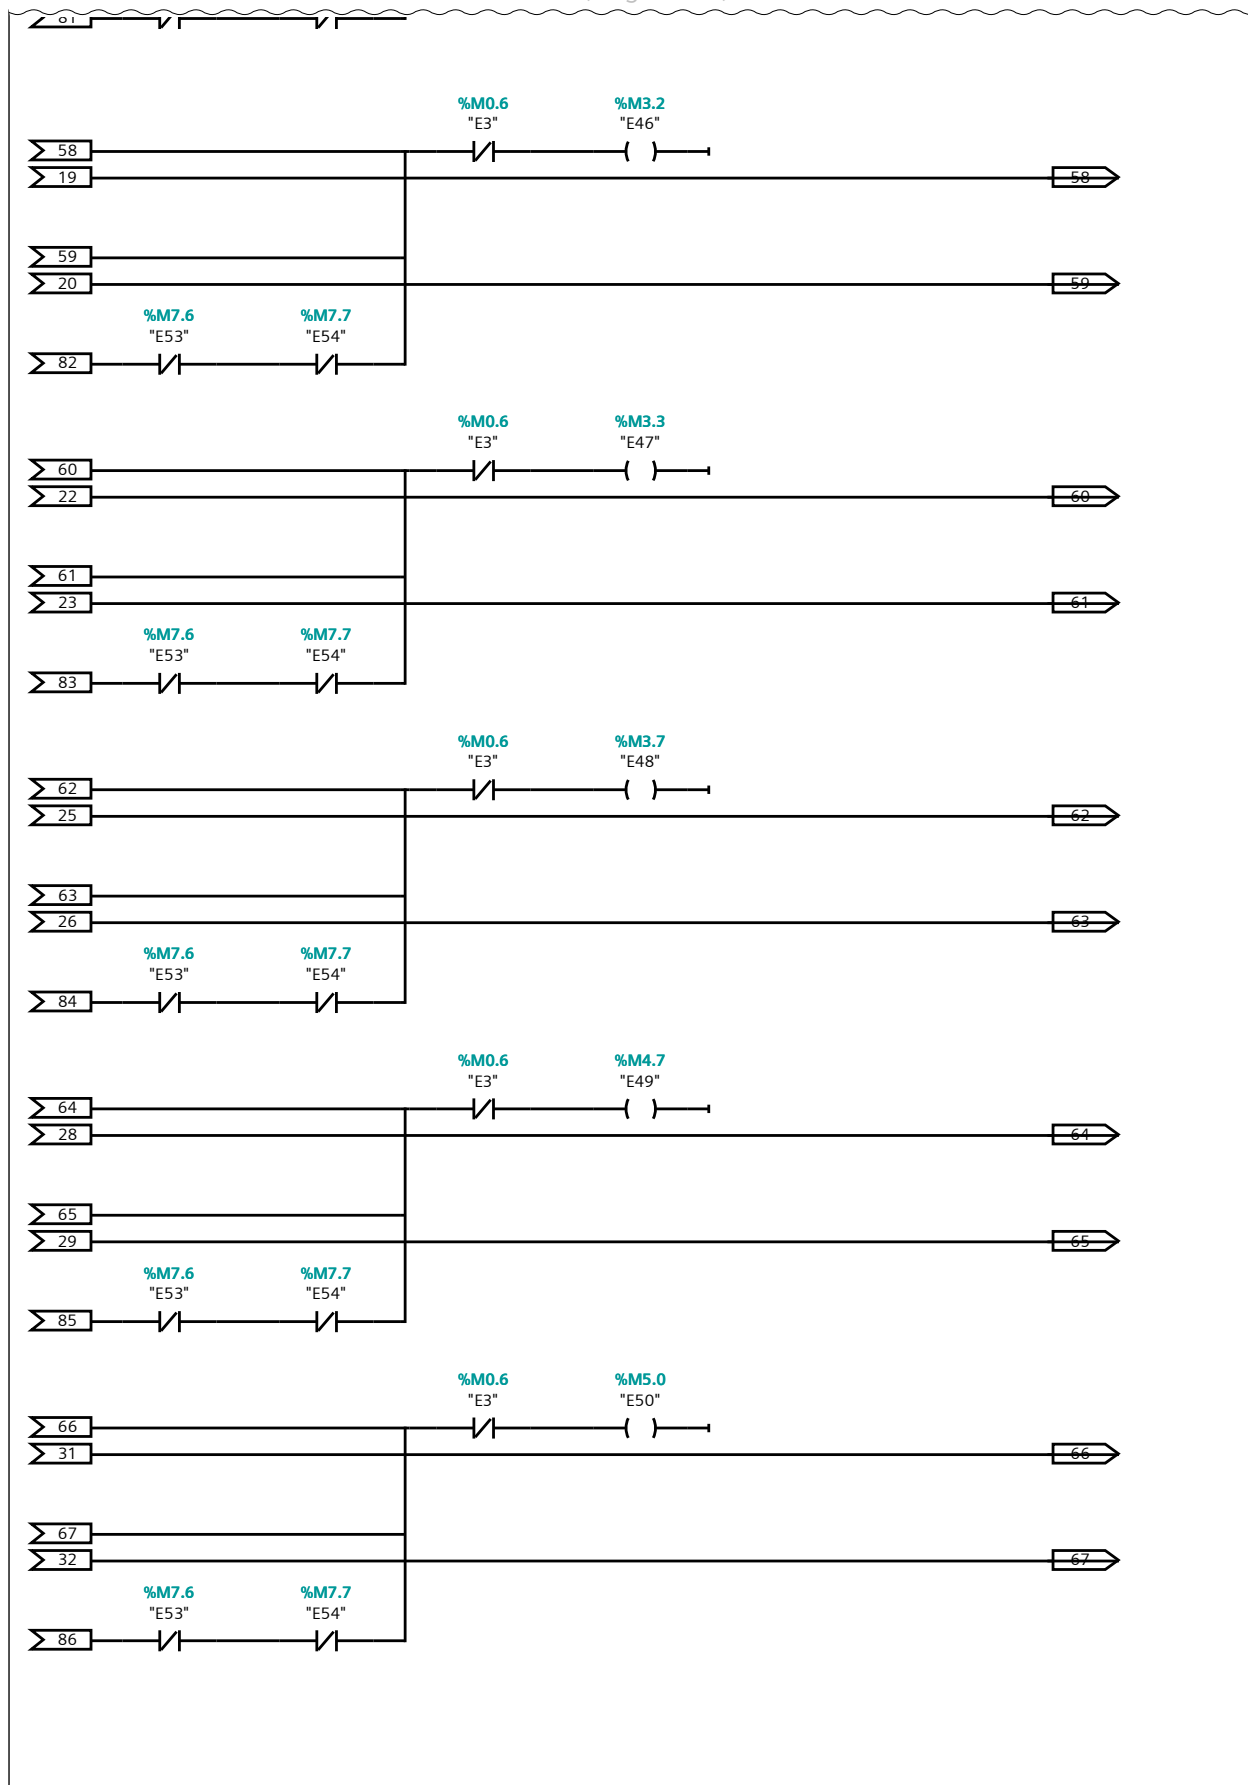 %M0.6 %M3.2
"E3" "E46"
58
19 58
59
20 59
%M7.6 %M7.7
"E53" "E54"
82
%M0.6 %M3.3
"E3" "E47"
60
22 60
61
23 61
%M7.6 %M7.7
"E53" "E54"
83
%M0.6 %M3.7
"E3" "E48"
62
25 62
63
26 63
%M7.6 %M7.7
"E53" "E54"
84
%M0.6 %M4.7
"E3" "E49"
64
28 64
65
29 65
%M7.6 %M7.7
"E53" "E54"
85
%M0.6 %M5.0
"E3" "E50"
66
31 66
67
32 67
%M7.6 %M7.7
"E53" "E54"
86